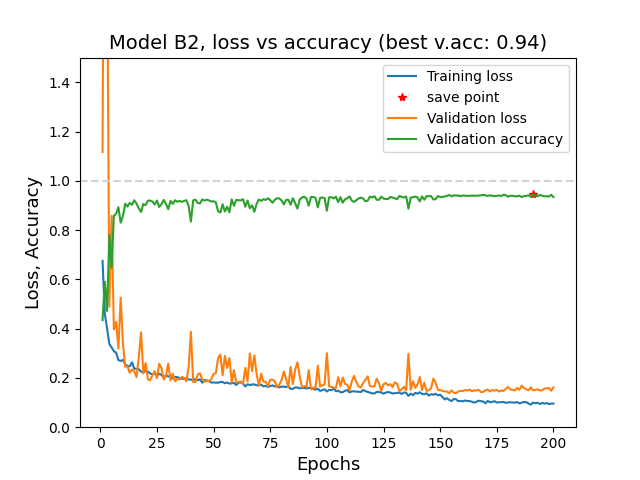 Model B2, loss vs accuracy (best v.acc: 0.94)
Training loss
save point
Validation loss
Validation accuracy
Loss, Accuracy
1.4
1.2
1.0
0.8
0.6
0.4
0.2
0.0
0 25 50 75 100 125 150 175 200
Epochs